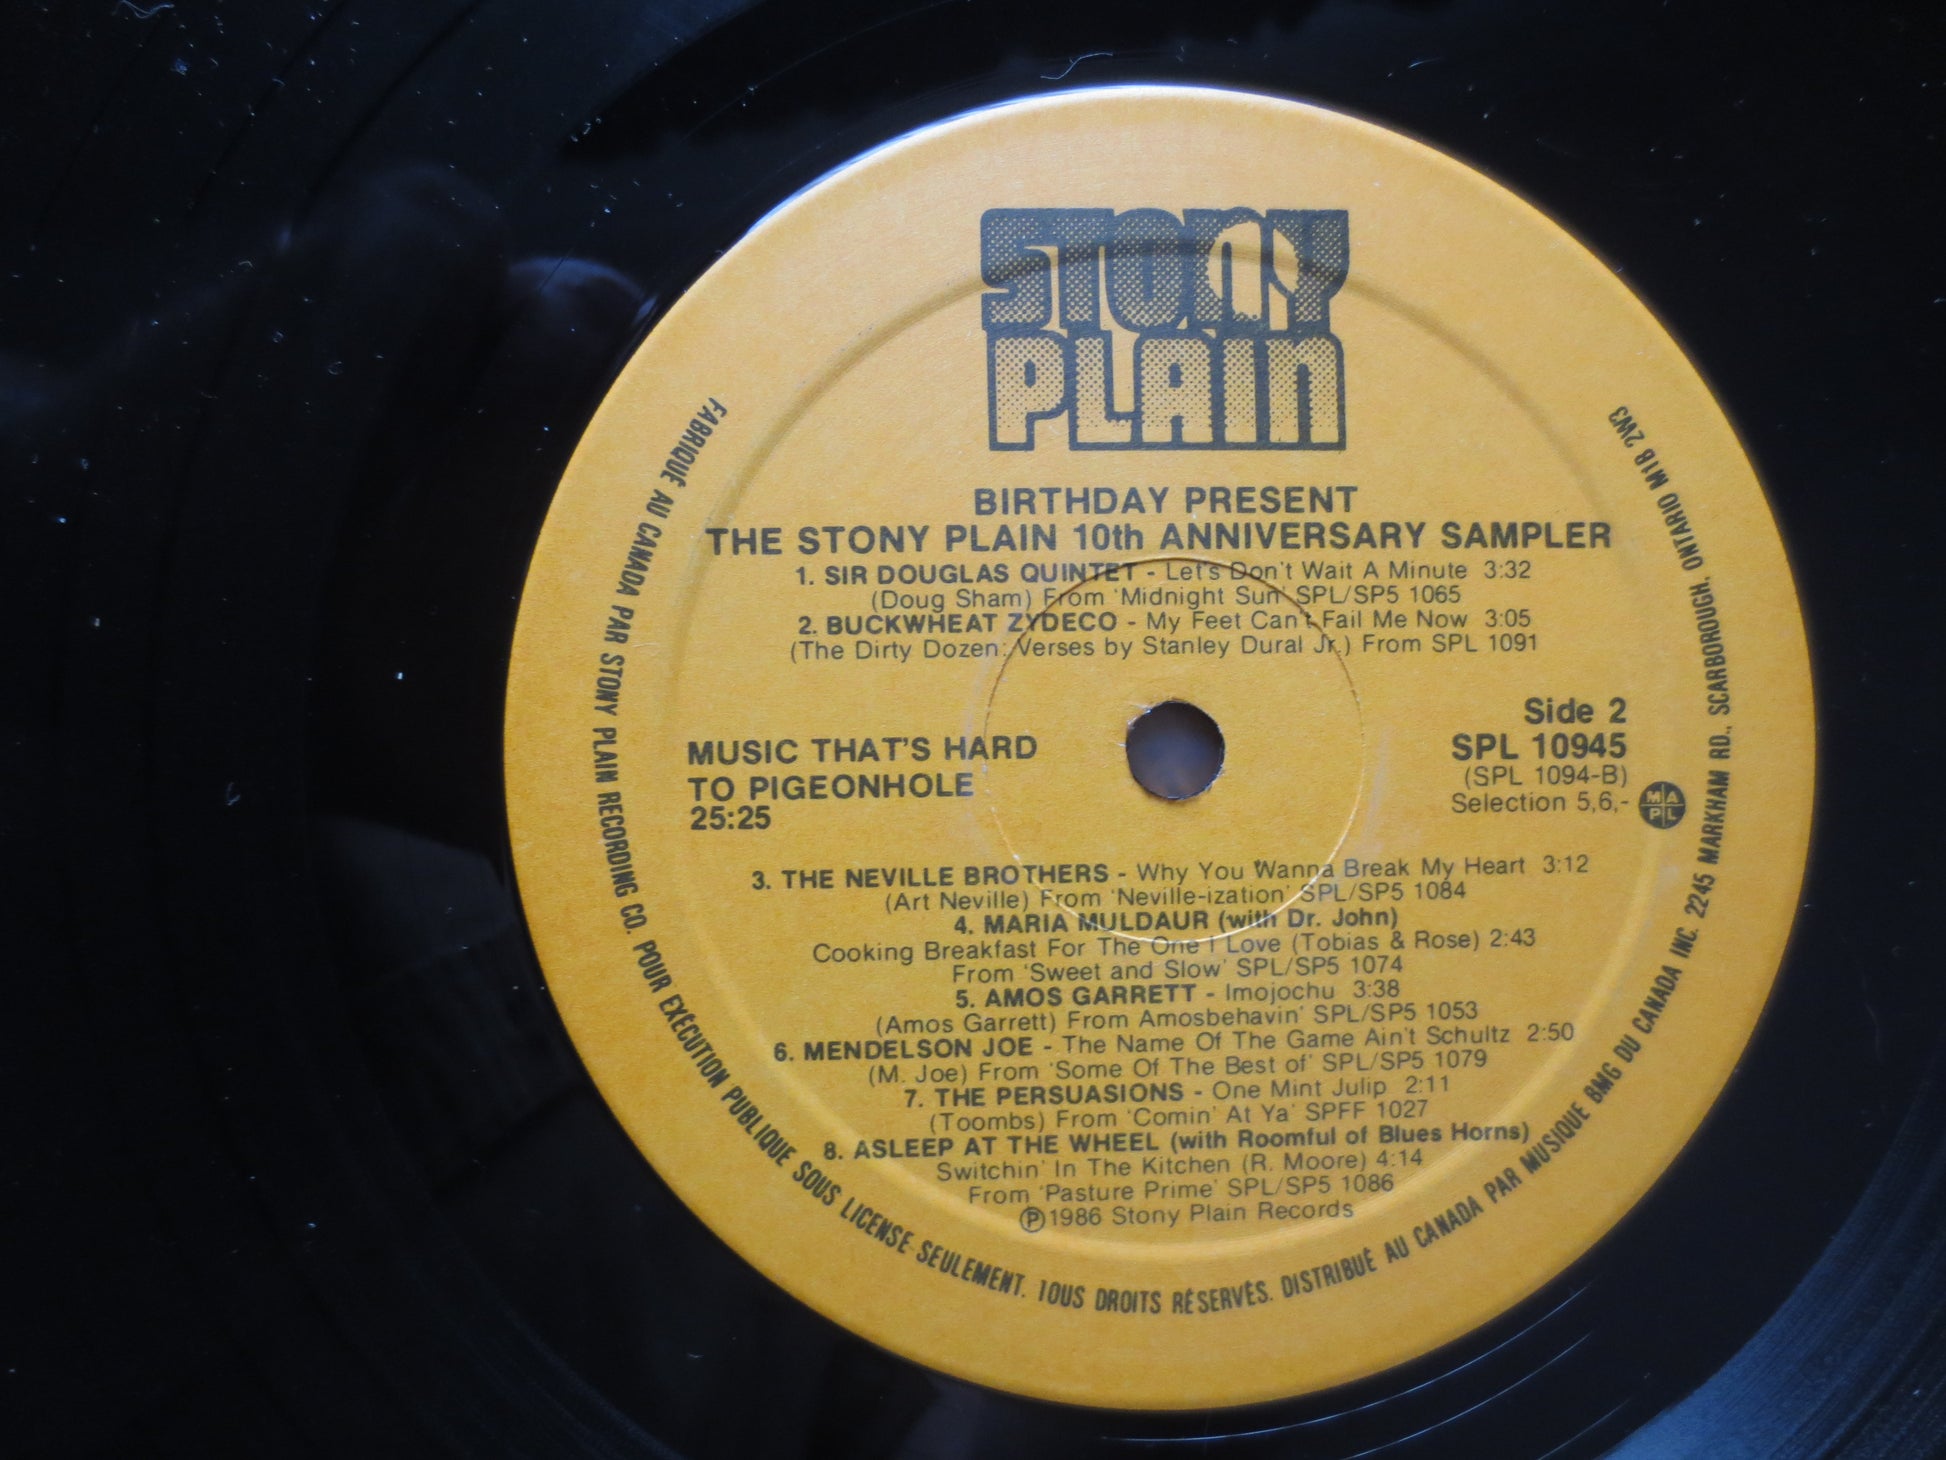 STONY
PLAIN
BIRTHDAY PRESENT
THE STONY PLAIN 10th ANNIVERSARY SAMPLER
1. SIR DOUGLAS QUINTET - Let's Don't Wait A Minute 3:32
(Doug Sham) From 'Midnight Sun' SPL/SP5 1065
2. BUCKWHEAT ZYDECO - My Feet Can't Fail Me Now 3:05
(The Dirty Dozen: Verses by Stanley Dural Jr.) From SPL 1091
MUSIC THAT'S HARD
TO PIGEONHOLE
25:25
Side 2
SPL 10945
(SPL 1094-B)
Selection 5,6,- MAPL
3. THE NEVILLE BROTHERS - Why You Wanna Break My Heart 3:12
(Art Neville) From 'Neville-ization' SPL/SP5 1084
4. MARIA MULDAUR (with Dr. John)
Cooking Breakfast For The One I Love (Tobias & Rose) 2:43
From 'Sweet and Slow' SPL/SP5 1074
5. AMOS GARRETT - Imojochu 3:38
(Amos Garrett) From Amosbehavin' SPL/SP5 1053
6. MENDELSON JOE - The Name Of The Game Ain't Schultz 2:50
(M. Joe) From 'Some Of The Best of' SPL/SP5 1079
7. THE PERSUASIONS - One Mint Julip 2:11
(Toombs) From 'Comin' At Ya' SPFF 1027
8. ASLEEP AT THE WHEEL (with Roomful of Blues Horns)
Switchin' In The Kitchen (R. Moore) 4:14
From 'Pasture Prime' SPL/SP5 1086
℗1986 Stony Plain Records
FABRIQUÉ AU CANADA PAR STONY PLAIN RECORDING CO. POUR EXÉCUTION PUBLIQUE SOUS LICENSE SEULEMENT. TOUS DROITS RÉSERVÉS. DISTRIBUÉ AU CANADA PAR MUSIQUE BMG DU CANADA INC. 2245 MARKHAM RD., SCARBOROUGH, ONTARIO M1B 2W3